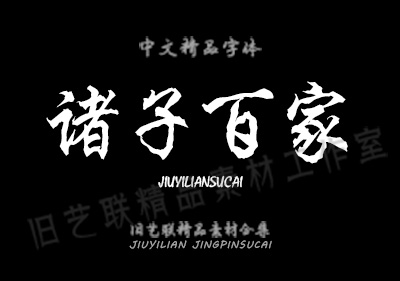 中文精品字体
诸子百家
JIUYILIANSUCAI
旧艺联精品素材工作室
旧艺联精品素材合集
JIUYILIAN JINGPINSUCAI